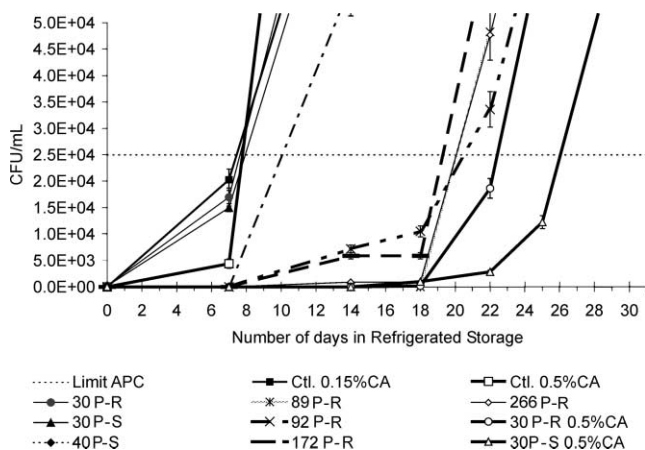 5.0E+04
4.5E+04
4.0E+04
3.5E+04
3.0E+04
2.5E+04
2.0E+04
1.5E+04
1.0E+04
5.0E+03
0.0E+00
CFU/mL
0 2 4 6 8 10 12 14 16 18 20 22 24 26 28 30
Number of days in Refrigerated Storage
Limit APC
Ctl. 0.15%CA
Ctl. 0.5%CA
30 P-R
89 P-R
266 P-R
30 P-S
92 P-R
30 P-R 0.5%CA
40 P-S
172 P-R
30P-S 0.5%CA